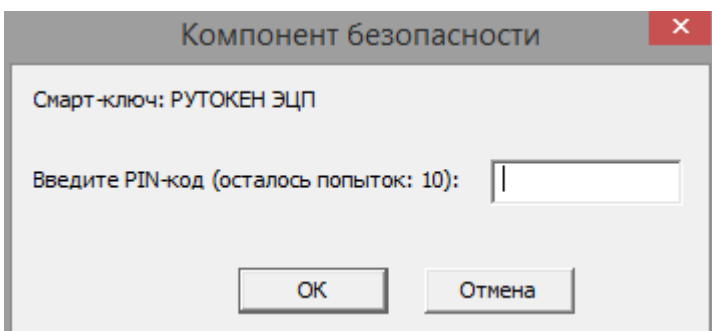 Компонент безопасности
Смарт-ключ: РУТОКЕН ЭЦП
Введите PIN-код (осталось попыток: 10):
ОК
Отмена